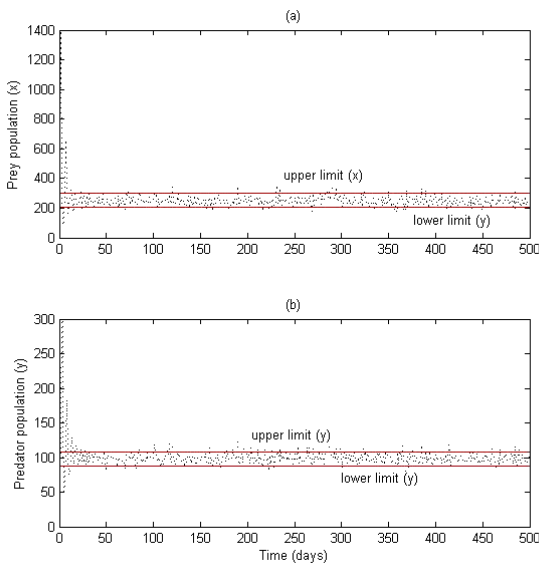 (a)
Prey population (x)
1400
1200
1000
800
600
400
200
0
upper limit (x)
lower limit (y)
0 50 100 150 200 250 300 350 400 450 500
(b)
Predator population (y)
300
250
200
150
100
50
0
upper limit (y)
lower limit (y)
0 50 100 150 200 250 300 350 400 450 500
Time (days)